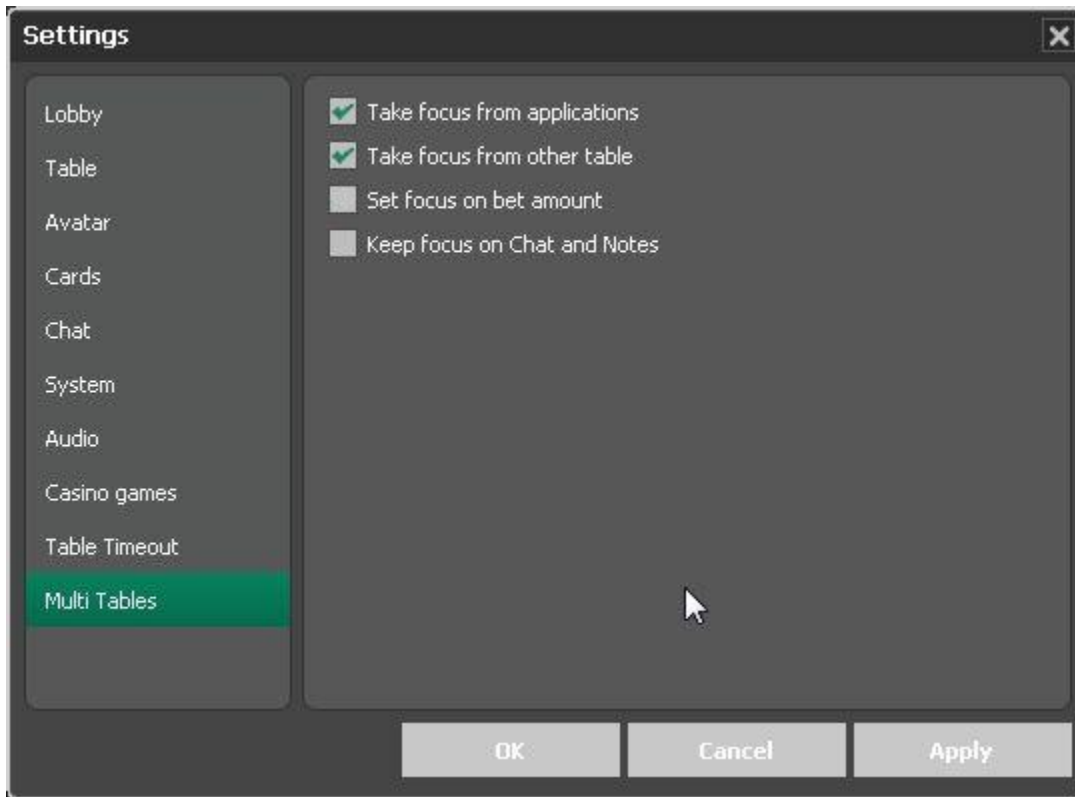 Settings
Lobby
Table
Avatar
Cards
Chat
System
Audio
Casino games
Table Timeout
Multi Tables
Take focus from applications
Take focus from other table
Set focus on bet amount
Keep focus on Chat and Notes
OK
Cancel
Apply